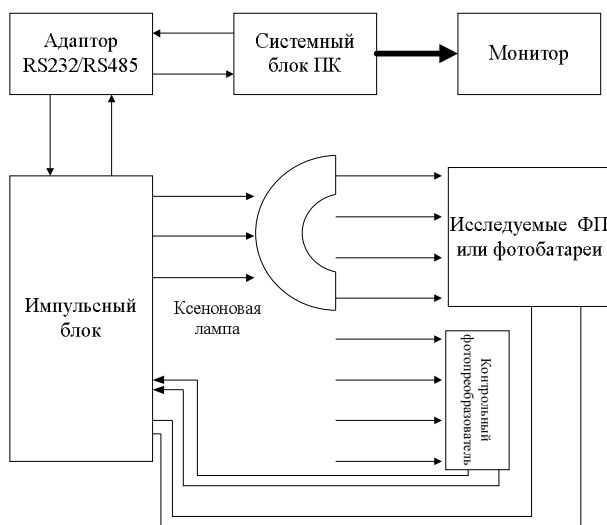 Адаптор
RS232/RS485
Системный
блок ПК
Монитор
Импульсный
блок
Ксеноновая
лампа
Исследуемые ФП
или фотобатареи
Контрольный
фотопреобразователь